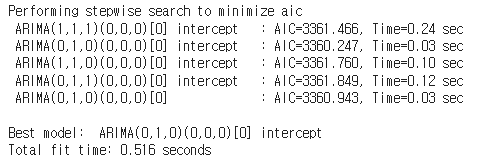 Performing stepwise search to minimize aic
ARIMA(1,1,1)(0,0,0)[0] intercept   : AIC=3361.466, Time=0.24 sec
ARIMA(0,1,0)(0,0,0)[0] intercept   : AIC=3360.247, Time=0.03 sec
ARIMA(1,1,0)(0,0,0)[0] intercept   : AIC=3361.760, Time=0.10 sec
ARIMA(0,1,1)(0,0,0)[0] intercept   : AIC=3361.849, Time=0.12 sec
ARIMA(0,1,0)(0,0,0)[0]             : AIC=3360.943, Time=0.03 sec
Best model:  ARIMA(0,1,0)(0,0,0)[0] intercept
Total fit time: 0.516 seconds